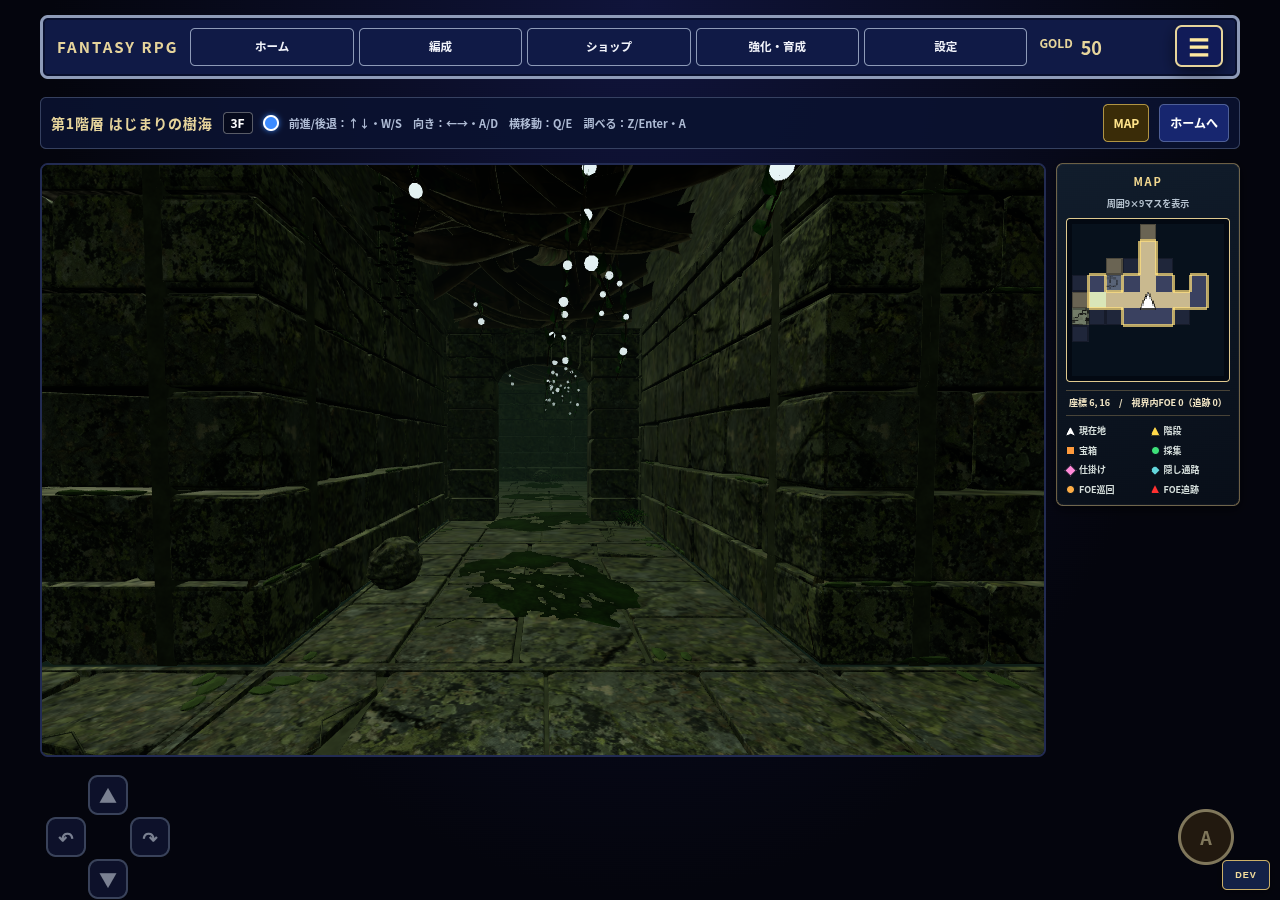 FANTASY RPG
ホーム
編成
ショップ
強化・育成
設定
GOLD 50
☰
第1階層 はじまりの樹海
3F
前進/後退：↑↓・W/S 向き：←→・A/D 横移動：Q/E 調べる：Z/Enter・A
MAP
ホームへ
MAP
周囲9×9マスを表示
座標 6, 16 / 視界内FOE 0（追跡 0）
現在地
階段
宝箱
採集
仕掛け
隠し通路
FOE巡回
FOE追跡
▲
↶
↷
▼
A
DEV